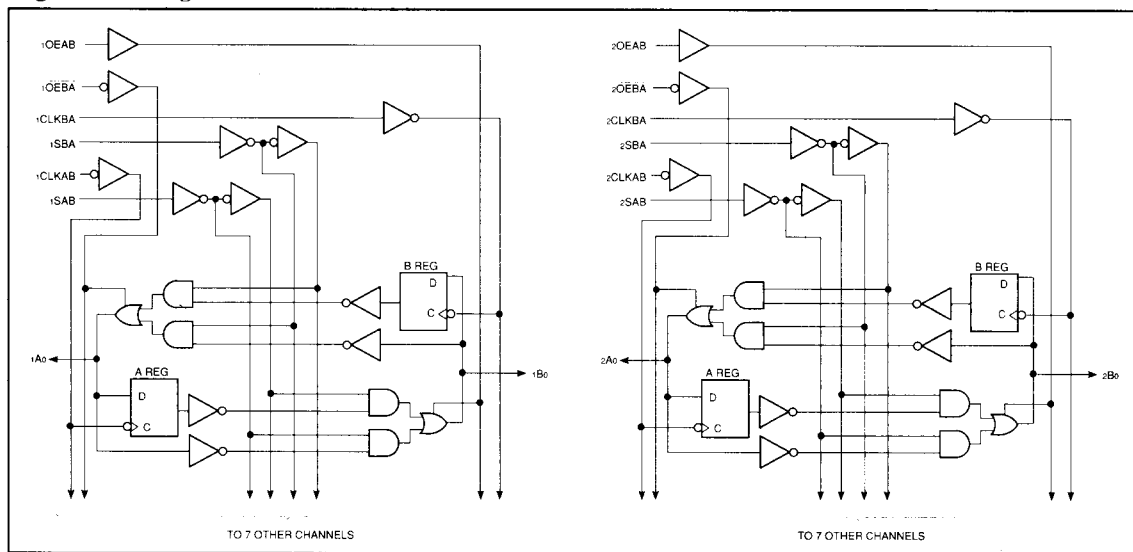 1OEAB
1OEBA
1CLKBA
1SBA
1CLKAB
1SAB
B REG
D
C
1A0
1B0
A REG
D
C
TO 7 OTHER CHANNELS
2OEAB
2OEBA
2CLKBA
2SBA
2CLKAB
2SAB
B REG
D
C
2A0
2B0
A REG
D
C
TO 7 OTHER CHANNELS